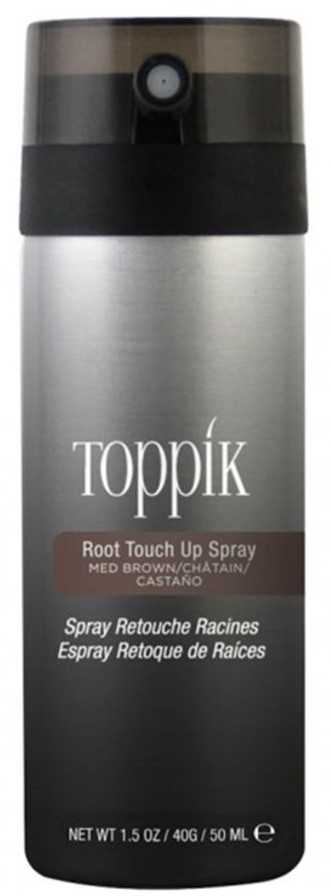 TOPPIK
Root Touch Up Spray
MED BROWN/CHÂTAIN/
CASTAÑO
Spray Retouche Racines
Espray Retoque de Raíces
NET WT 1.5 OZ / 40G / 50 ML ℮